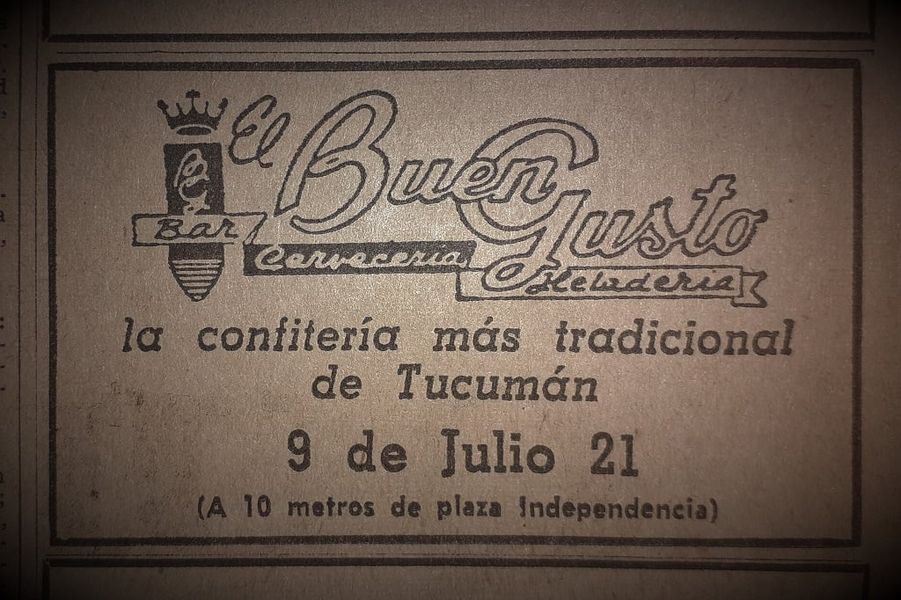 El Buen Gusto
BG
Bar
Cervecería
Heladería
la confitería más tradicional
de Tucumán
9 de Julio 21
(A 10 metros de plaza Independencia)